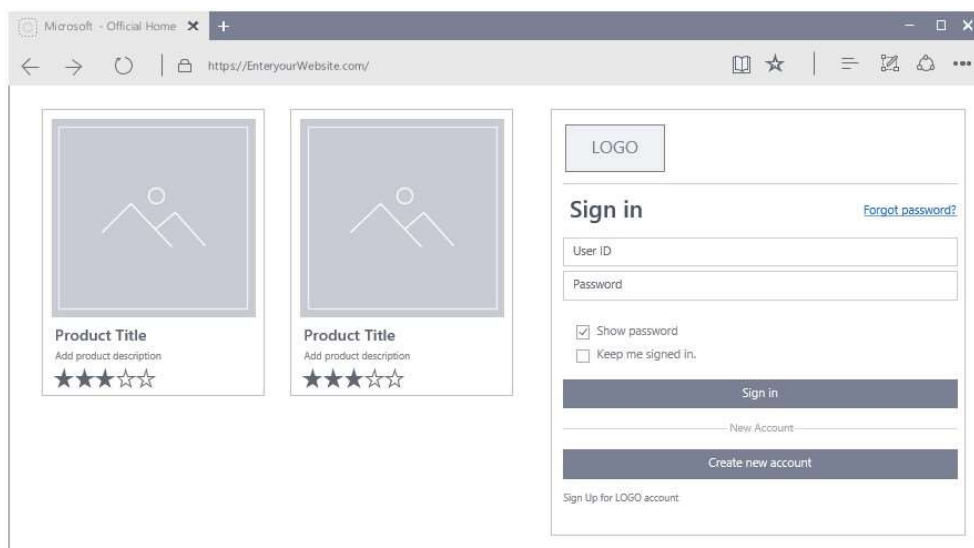 Microsoft - Official Home
https://EnteryourWebsite.com/
Product Title
Add product description
Product Title
Add product description
LOGO
Sign in
Forgot password?
User ID
Password
Show password
Keep me signed in.
Sign in
New Account
Create new account
Sign Up for LOGO account